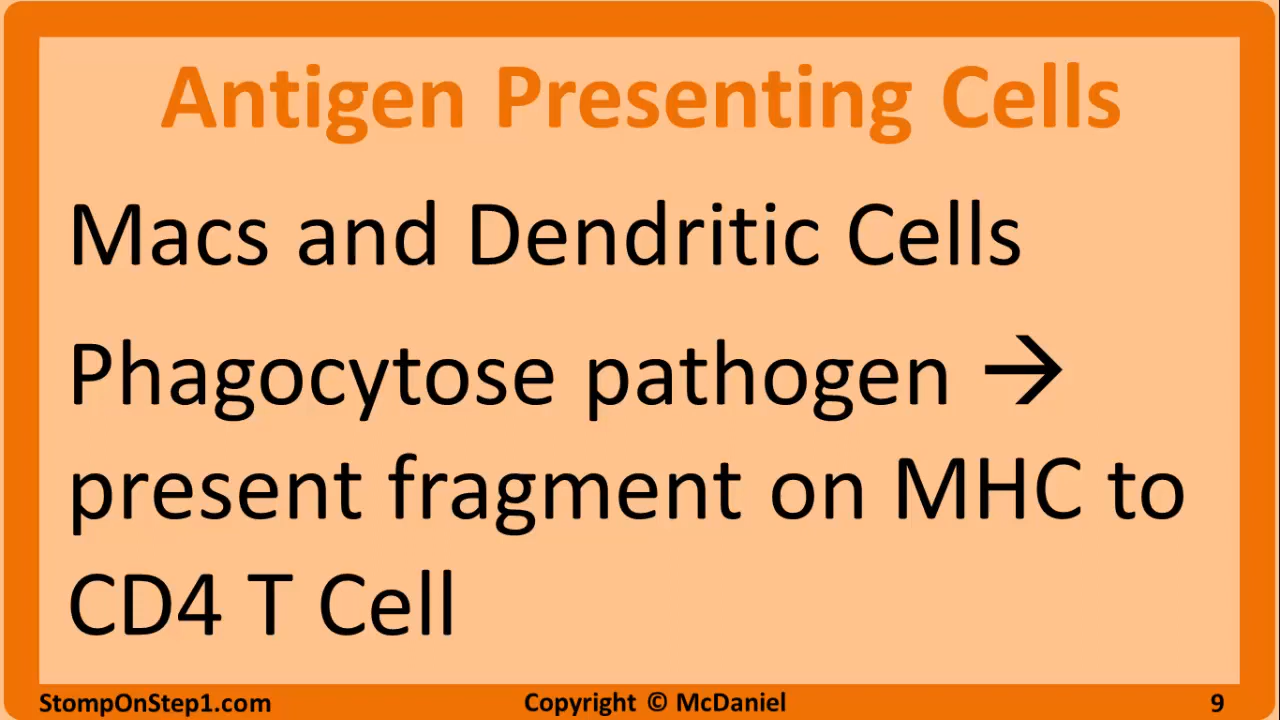 Antigen Presenting Cells
Macs and Dendritic Cells
Phagocytose pathogen →
present fragment on MHC to
CD4 T Cell
StompOnStep1.com Copyright © McDaniel 9